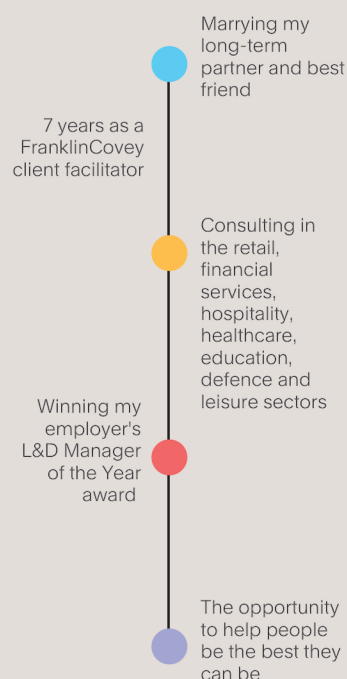 Marrying my
long-term
partner and best
friend
7 years as a
FranklinCovey
client facilitator
Consulting in
the retail,
financial
services,
hospitality,
healthcare,
education,
defence and
leisure sectors
Winning my
employer's
L&D Manager
of the Year
award
The opportunity
to help people
be the best they
can be